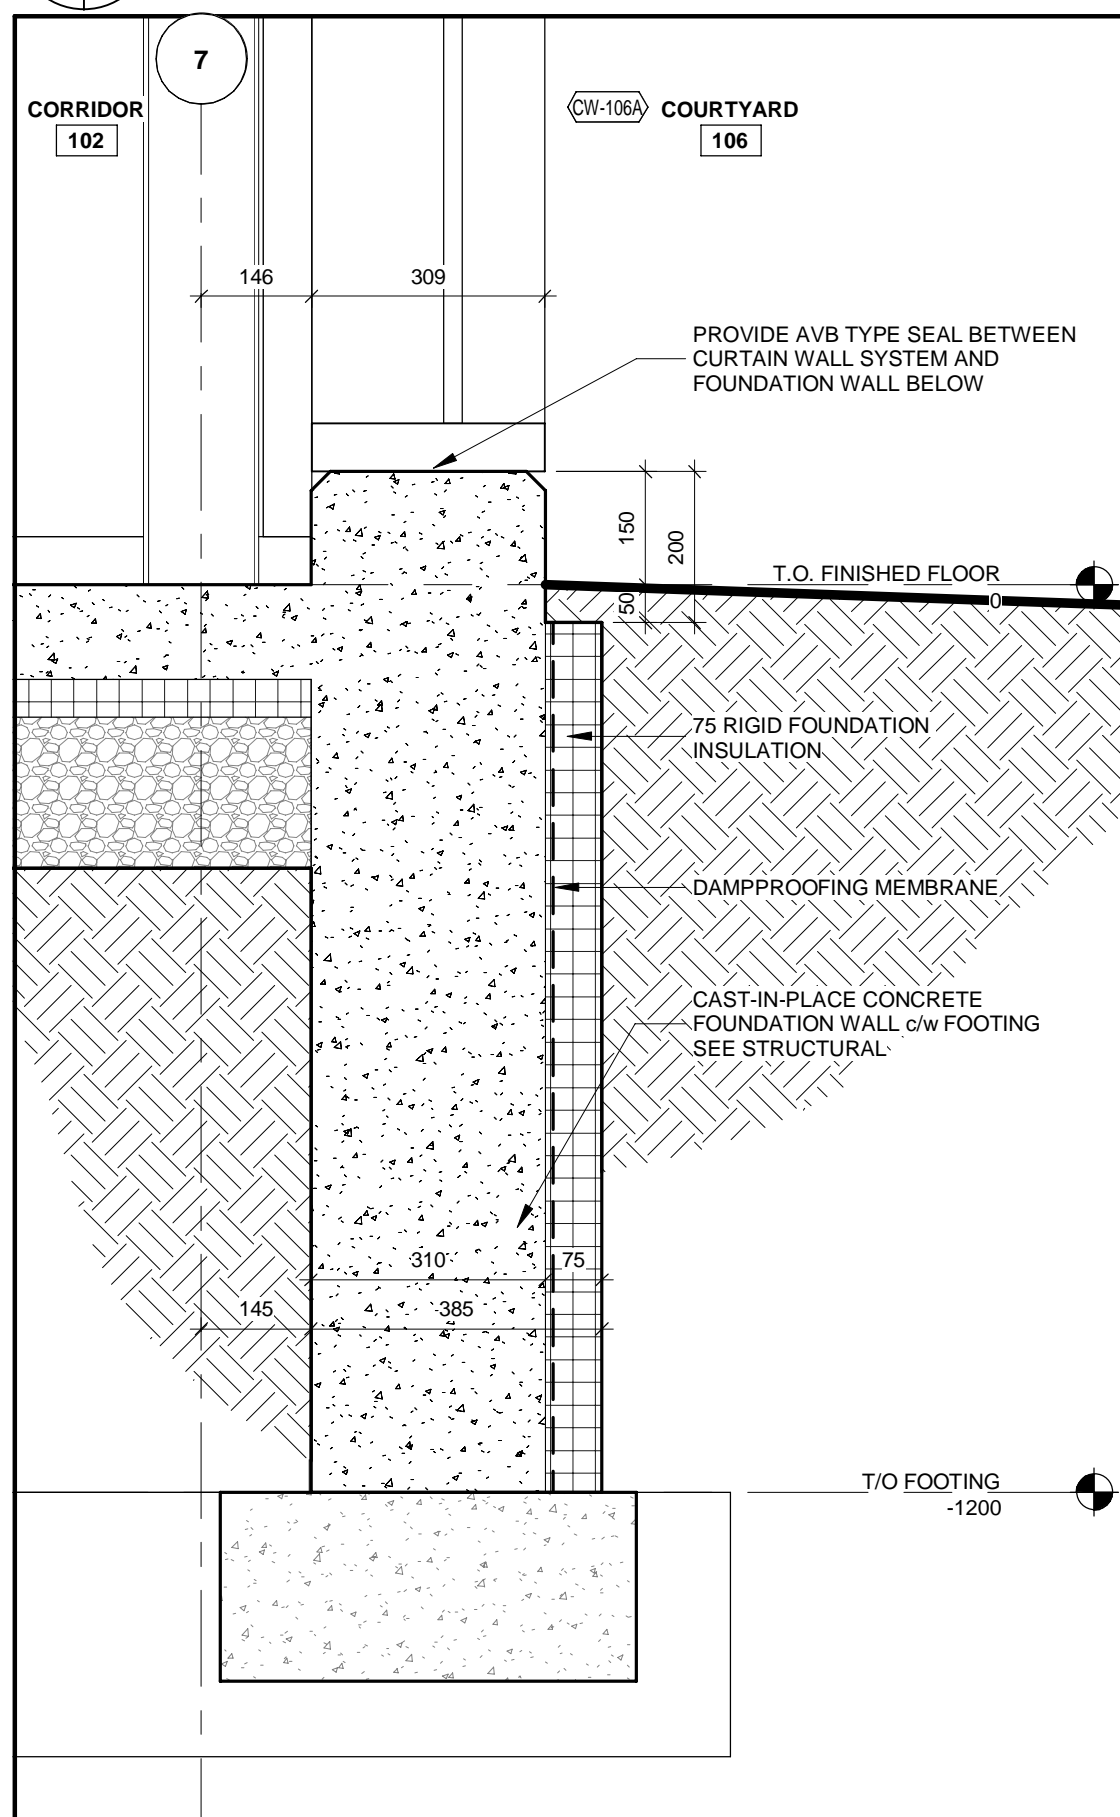 7
CORRIDOR
102
CW-106A
COURTYARD
106
146
309
PROVIDE AVB TYPE SEAL BETWEEN
CURTAIN WALL SYSTEM AND
FOUNDATION WALL BELOW
150
200
50
T.O. FINISHED FLOOR
0
75 RIGID FOUNDATION
INSULATION
DAMPPROOFING MEMBRANE
CAST-IN-PLACE CONCRETE
FOUNDATION WALL c/w FOOTING
SEE STRUCTURAL
310
75
145
385
T/O FOOTING
-1200